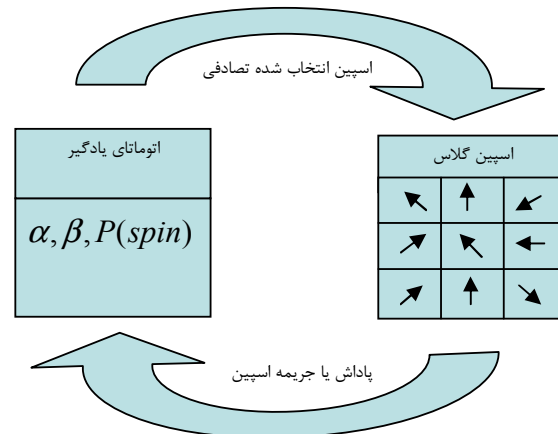 اسپین انتخاب شده تصادفی
اتوماتای یادگیر
اسپین گلاس
α, β, P(spin)
پاداش یا جریمه اسپین